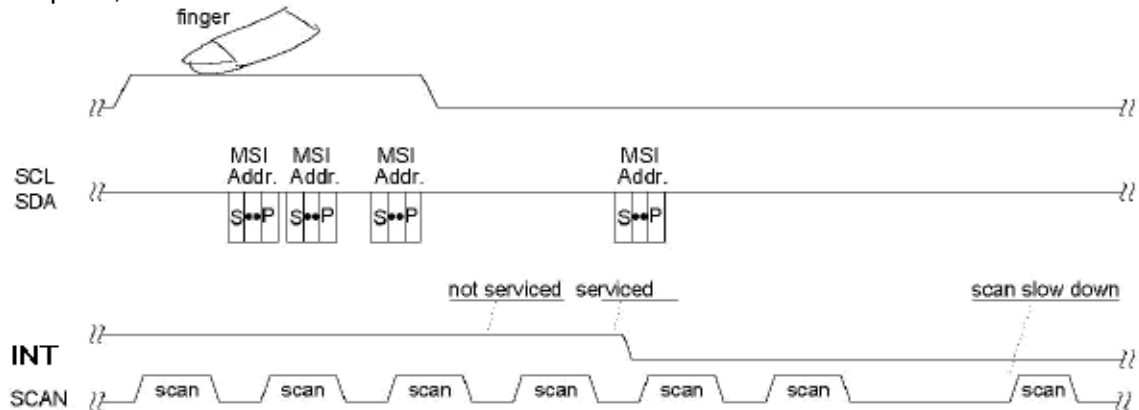 finger
MSI MSI MSI MSI
Addr. Addr. Addr. Addr.
SCL
SDA
S••P S••P S••P S••P
not serviced serviced scan slow down
INT
SCAN scan scan scan scan scan scan scan